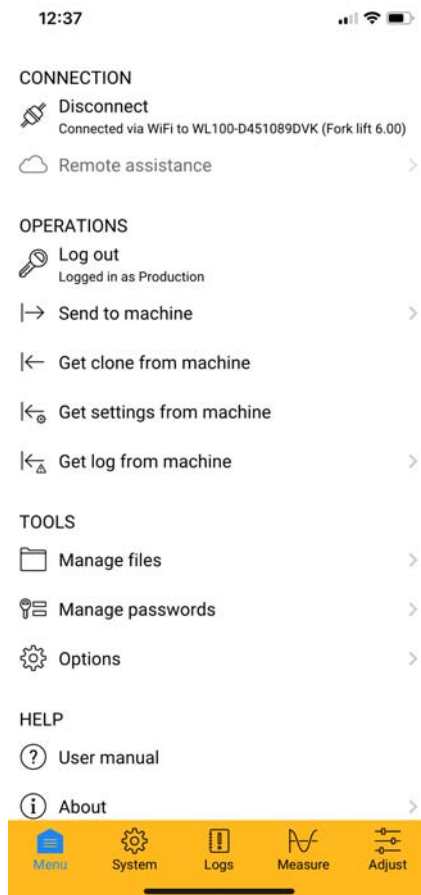 12:37
CONNECTION
Disconnect
Connected via WiFi to WL100-D451089DVK (Fork lift 6.00)
Remote assistance
OPERATIONS
Log out
Logged in as Production
Send to machine
Get clone from machine
Get settings from machine
Get log from machine
TOOLS
Manage files
Manage passwords
Options
HELP
User manual
About
Menu System Logs Measure Adjust